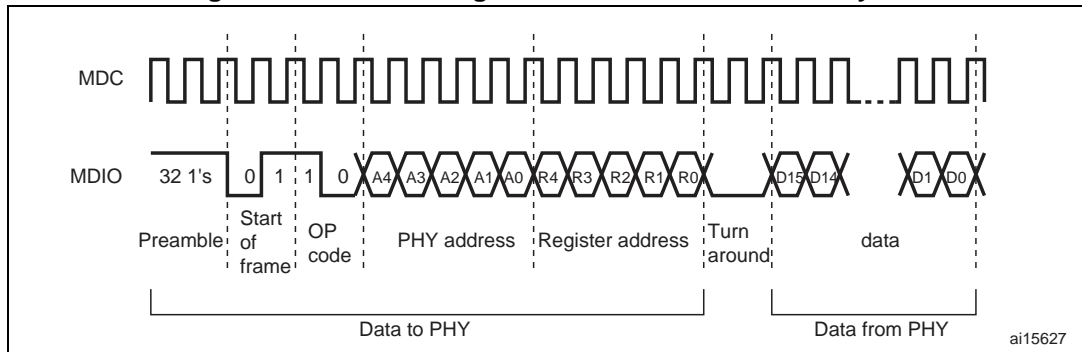 MDC
MDIO 32 1's 0 1 1 0 A4 A3 A2 A1 A0 R4 R3 R2 R1 R0 D15 D14 D1 D0
Preamble
Start
of
frame
OP
code
PHY address
Register address
Turn
around
data
Data to PHY
Data from PHY
ai15627